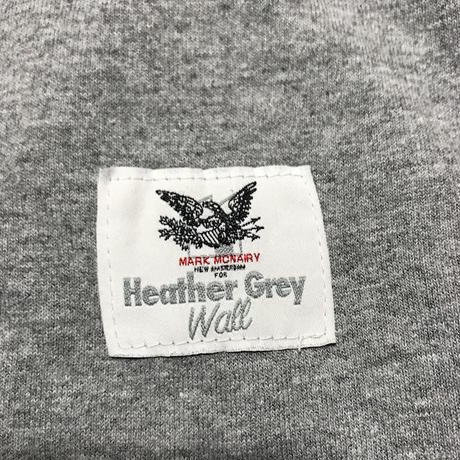 MARK MCNAIRY
NEW AMSTERDAM
FOR
Heather Grey
Wall